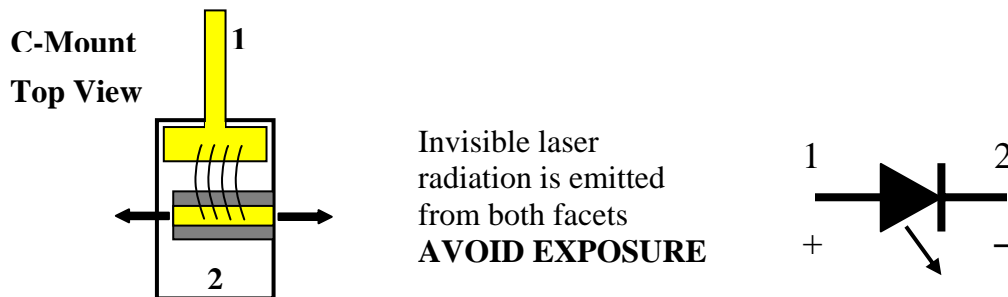 C-Mount
Top View
1
2
Invisible laser
radiation is emitted
from both facets
AVOID EXPOSURE
1 2
+ –